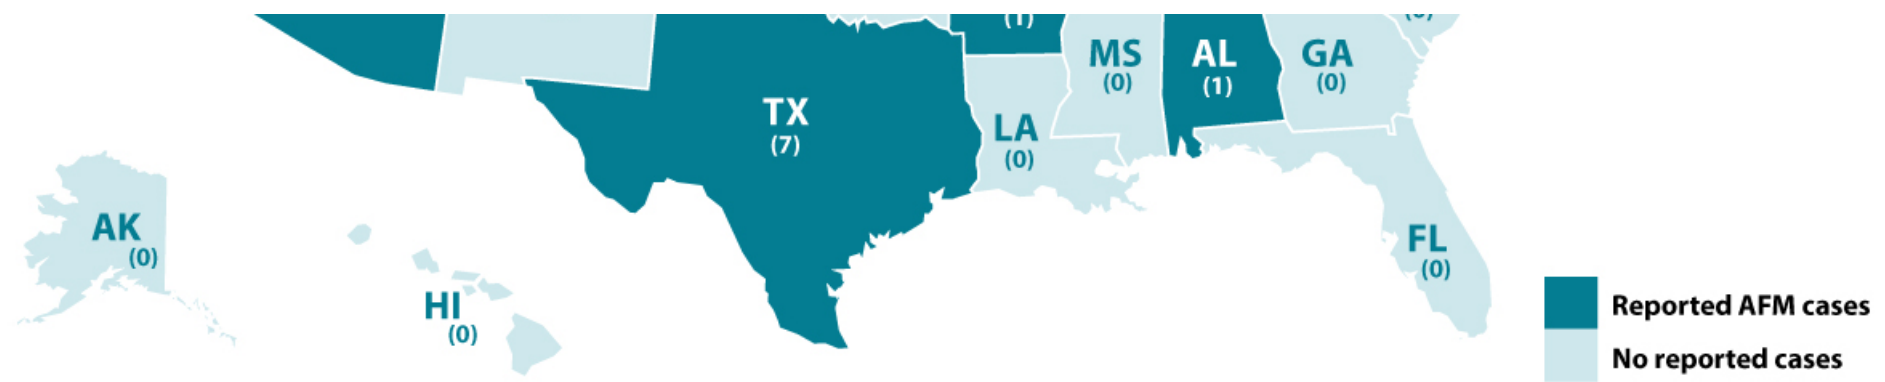 (1)
MS
(0)
AL
(1)
GA
(0)
TX
(7)
LA
(0)
AK
(0)
HI
(0)
FL
(0)
Reported AFM cases
No reported cases